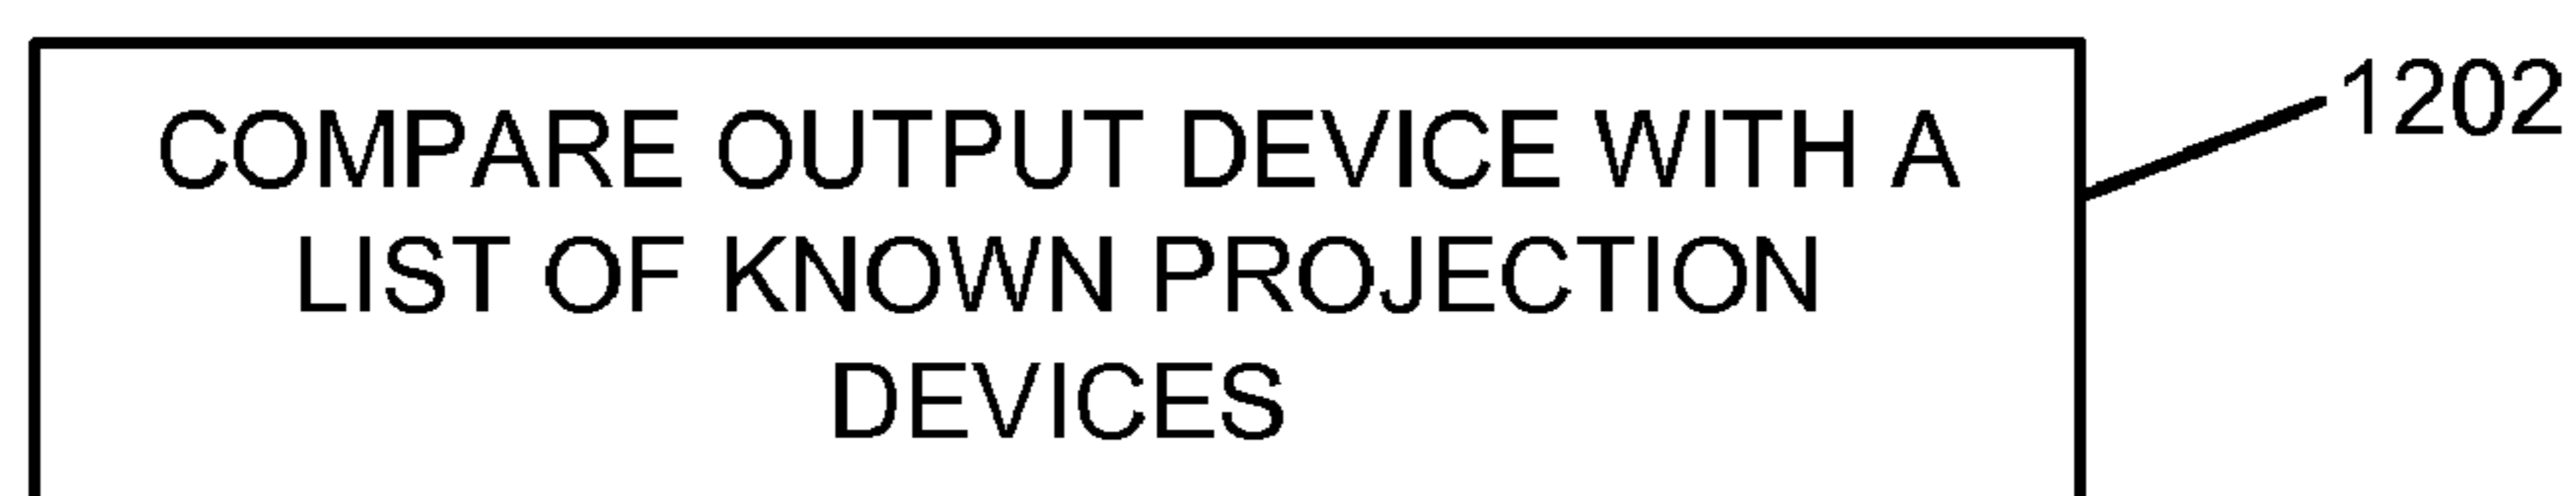 COMPARE OUTPUT DEVICE WITH A
LIST OF KNOWN PROJECTION
DEVICES
1202